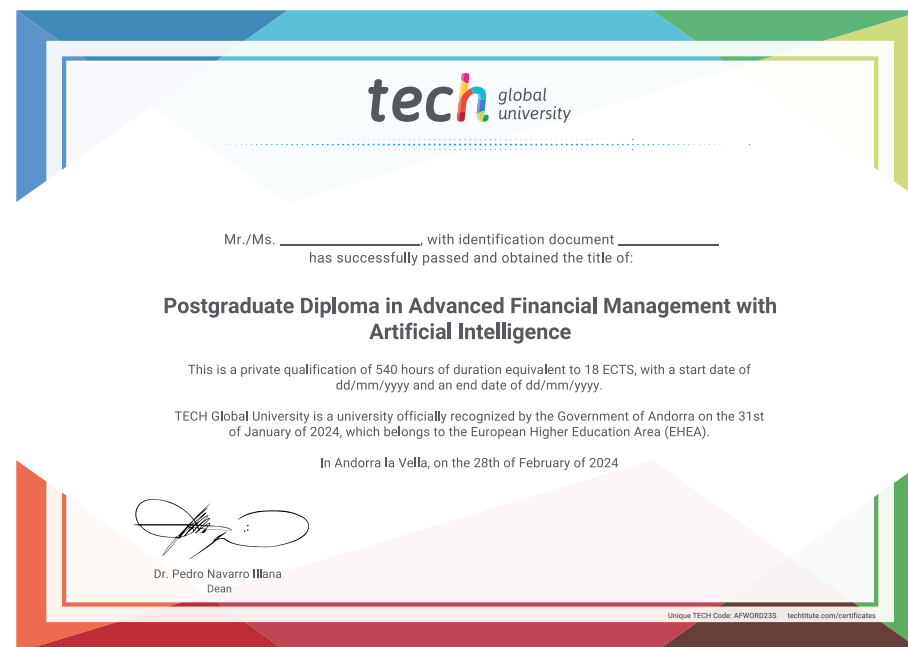 tech global
university
Mr./Ms. ____________, with identification document ____________
has successfully passed and obtained the title of:
Postgraduate Diploma in Advanced Financial Management with
Artificial Intelligence
This is a private qualification of 540 hours of duration equivalent to 18 ECTS, with a start date of
dd/mm/yyyy and an end date of dd/mm/yyyy.
TECH Global University is a university officially recognized by the Government of Andorra on the 31st
of January of 2024, which belongs to the European Higher Education Area (EHEA).
In Andorra la Vella, on the 28th of February of 2024
Dr. Pedro Navarro Illana
Dean
Unique TECH Code: AFWORD23S techtitute.com/certificates